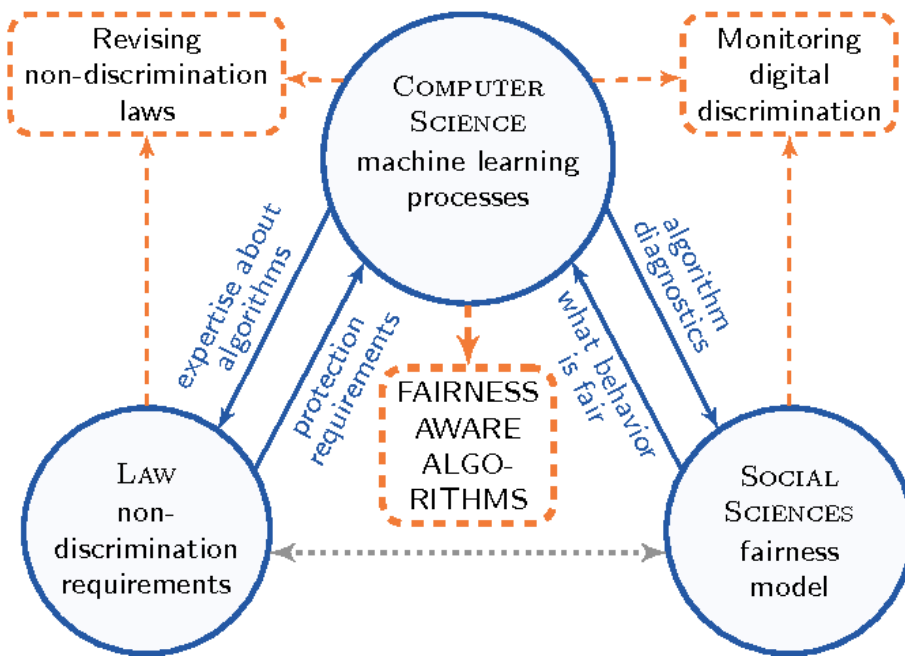 Revising
non-discrimination
laws
COMPUTER
SCIENCE
machine learning
processes
Monitoring
digital
discrimination
expertise about
algorithms
protection
requirements
algorithm
diagnostics
what behavior
is fair
FAIRNESS
AWARE
ALGO-
RITHMS
LAW
non-
discrimination
requirements
SOCIAL
SCIENCES
fairness
model